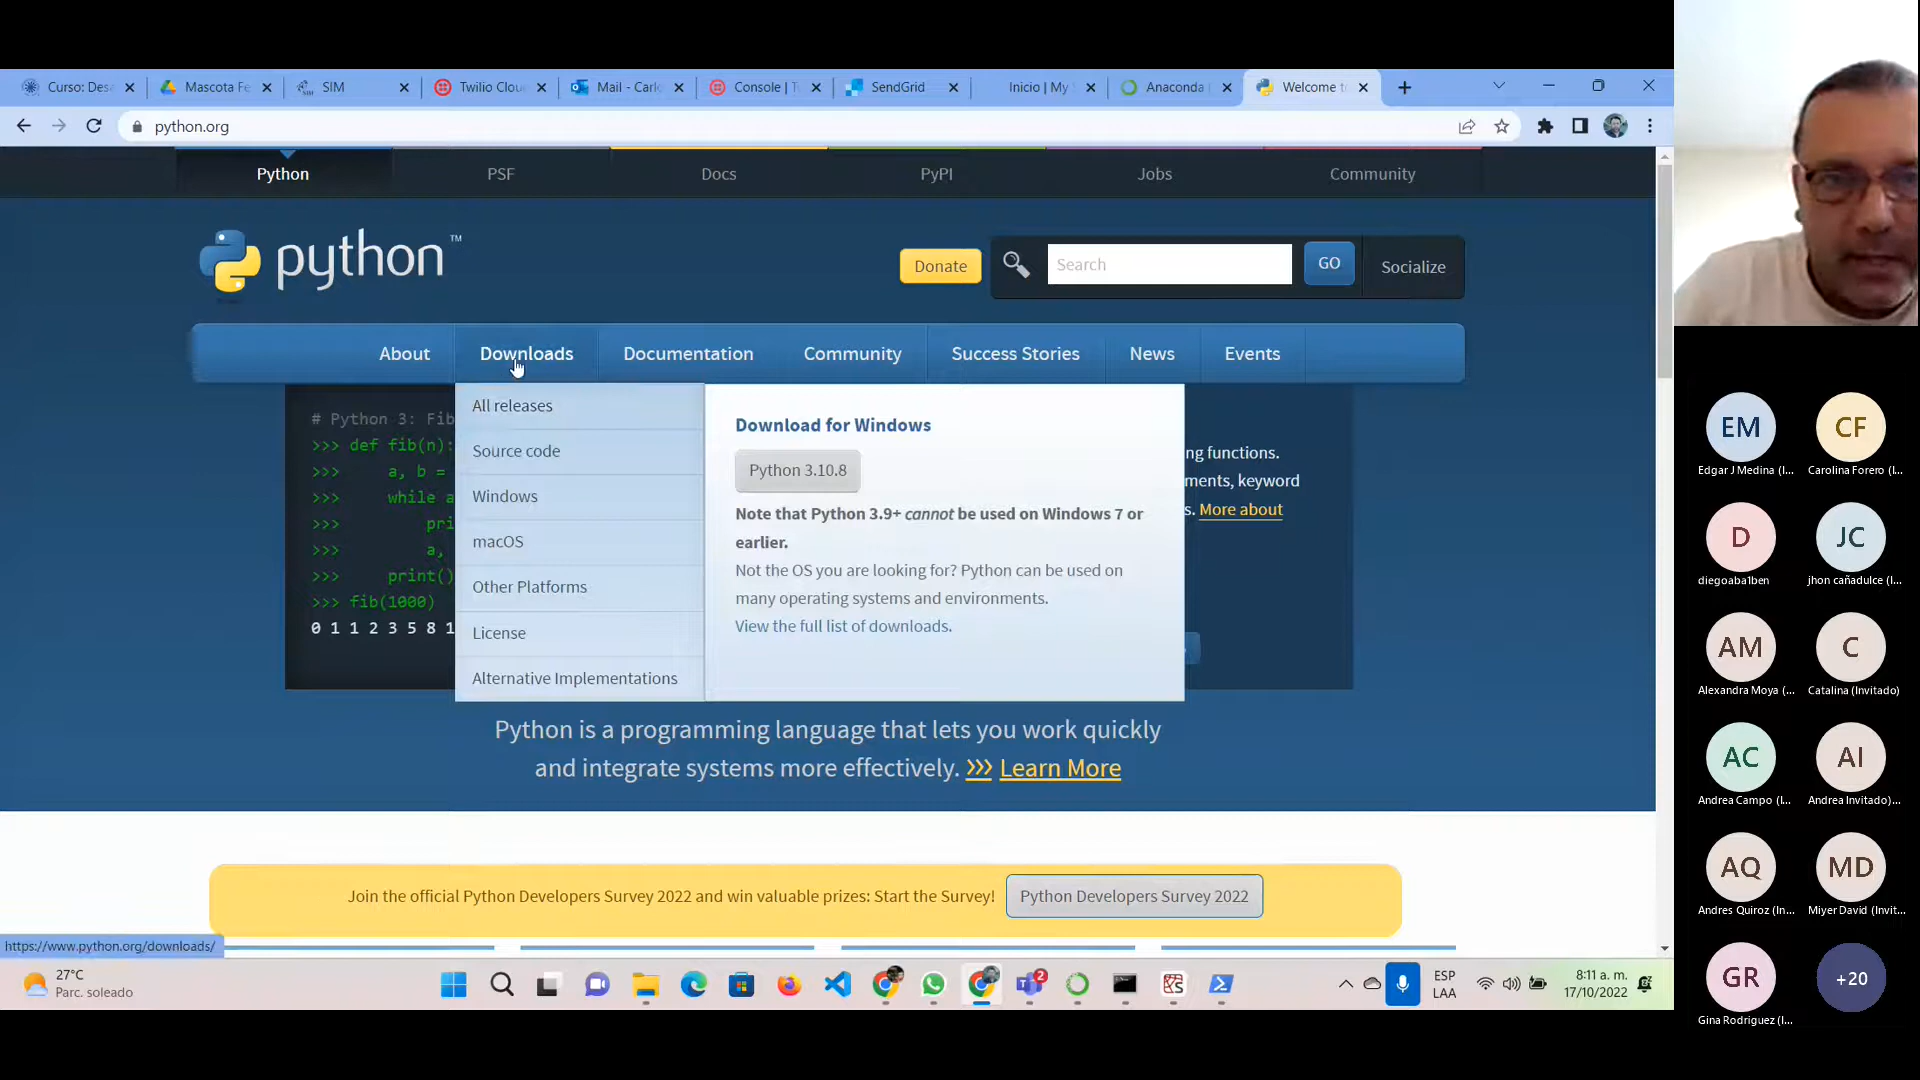 Curso: Desa
Mascota Fe
SIM
Twilio Clou
Mail - Carlo
Console | T
SendGrid
Inicio | My
Anaconda
Welcome to
python.org
Python
PSF
Docs
PyPI
Jobs
Community
python™
Donate
Search
GO
Socialize
About
Downloads
Documentation
Community
Success Stories
News
Events
# Python 3: Fib
>>> def fib(n):
>>>     a, b =
>>>     while a
>>>         pri
>>>         a,
>>>     print()
>>> fib(1000)
0 1 1 2 3 5 8 1
All releases
Source code
Windows
macOS
Other Platforms
License
Alternative Implementations
Download for Windows
Python 3.10.8
Note that Python 3.9+ cannot be used on Windows 7 or
earlier.
Not the OS you are looking for? Python can be used on
many operating systems and environments.
View the full list of downloads.
ng functions.
ments, keyword
s. More about
Python is a programming language that lets you work quickly
and integrate systems more effectively. >>> Learn More
Join the official Python Developers Survey 2022 and win valuable prizes: Start the Survey!
Python Developers Survey 2022
https://www.python.org/downloads/
27°C
Parc. soleado
2
ESP
LAA
8:11 a. m.
17/10/2022
EM
Edgar J Medina (I...
CF
Carolina Forero (I...
D
diegoaba1ben
JC
jhon cañadulce (I...
AM
Alexandra Moya (...
C
Catalina (Invitado)
AC
Andrea Campo (I...
AI
Andrea Invitado)...
AQ
Andres Quiroz (In...
MD
Miyer David (Invit...
GR
Gina Rodriguez (I...
+20